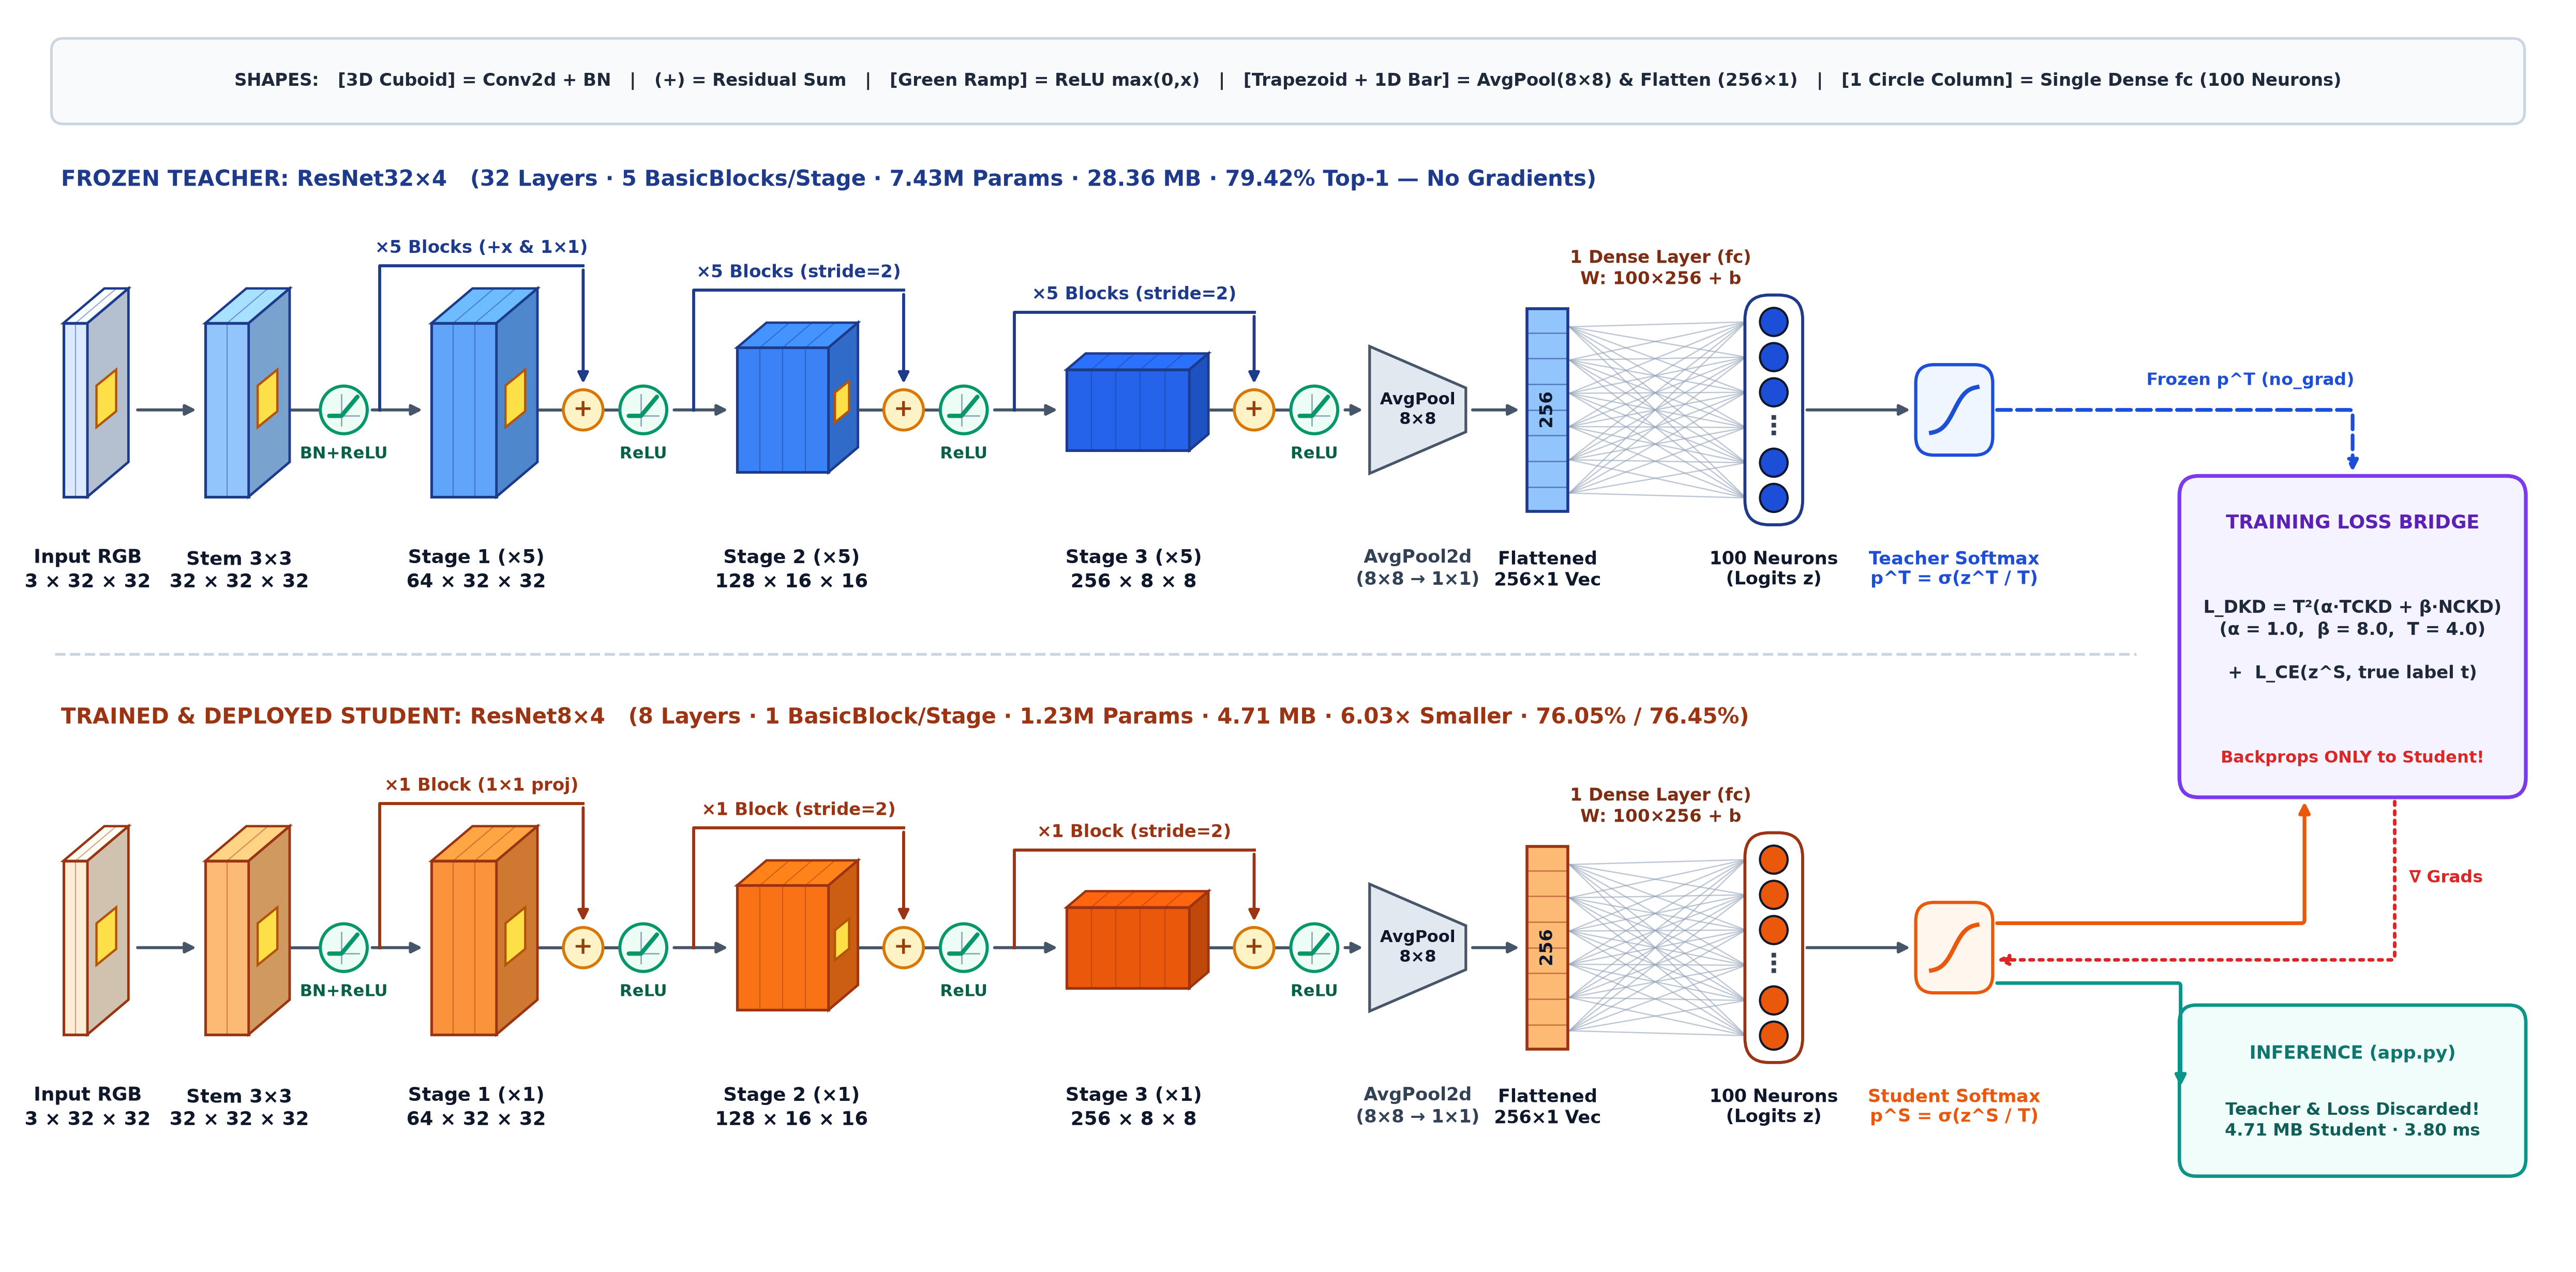 SHAPES:   [3D Cuboid] = Conv2d + BN   |   (+) = Residual Sum   |   [Green Ramp] = ReLU max(0,x)   |   [Trapezoid + 1D Bar] = AvgPool(8×8) & Flatten (256×1)   |   [1 Circle Column] = Single Dense fc (100 Neurons)
FROZEN TEACHER: ResNet32×4   (32 Layers · 5 BasicBlocks/Stage · 7.43M Params · 28.36 MB · 79.42% Top-1 — No Gradients)
×5 Blocks (+x & 1×1)
×5 Blocks (stride=2)
×5 Blocks (stride=2)
1 Dense Layer (fc)
W: 100×256 + b
BN+ReLU
+
ReLU
+
ReLU
+
ReLU
AvgPool
8×8
256
Frozen p^T (no_grad)
Input RGB
3 × 32 × 32
Stem 3×3
32 × 32 × 32
Stage 1 (×5)
64 × 32 × 32
Stage 2 (×5)
128 × 16 × 16
Stage 3 (×5)
256 × 8 × 8
AvgPool2d
(8×8 → 1×1)
Flattened
256×1 Vec
100 Neurons
(Logits z)
Teacher Softmax
p^T = σ(z^T / T)
TRAINING LOSS BRIDGE
L_DKD = T²(α·TCKD + β·NCKD)
(α = 1.0,  β = 8.0,  T = 4.0)
+  L_CE(z^S, true label t)
Backprops ONLY to Student!
TRAINED & DEPLOYED STUDENT: ResNet8×4   (8 Layers · 1 BasicBlock/Stage · 1.23M Params · 4.71 MB · 6.03× Smaller · 76.05% / 76.45%)
×1 Block (1×1 proj)
×1 Block (stride=2)
×1 Block (stride=2)
1 Dense Layer (fc)
W: 100×256 + b
BN+ReLU
+
ReLU
+
ReLU
+
ReLU
AvgPool
8×8
256
∇ Grads
Input RGB
3 × 32 × 32
Stem 3×3
32 × 32 × 32
Stage 1 (×1)
64 × 32 × 32
Stage 2 (×1)
128 × 16 × 16
Stage 3 (×1)
256 × 8 × 8
AvgPool2d
(8×8 → 1×1)
Flattened
256×1 Vec
100 Neurons
(Logits z)
Student Softmax
p^S = σ(z^S / T)
INFERENCE (app.py)
Teacher & Loss Discarded!
4.71 MB Student · 3.80 ms